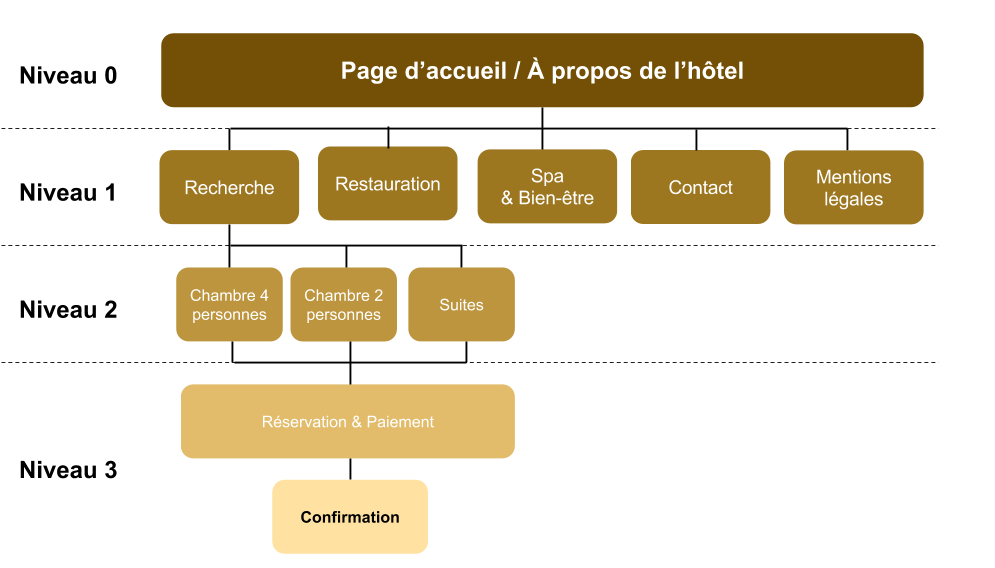 Niveau 0
Page d’accueil / À propos de l’hôtel
Niveau 1
Recherche
Restauration
Spa
& Bien-être
Contact
Mentions
légales
Niveau 2
Chambre 4
personnes
Chambre 2
personnes
Suites
Niveau 3
Réservation & Paiement
Confirmation